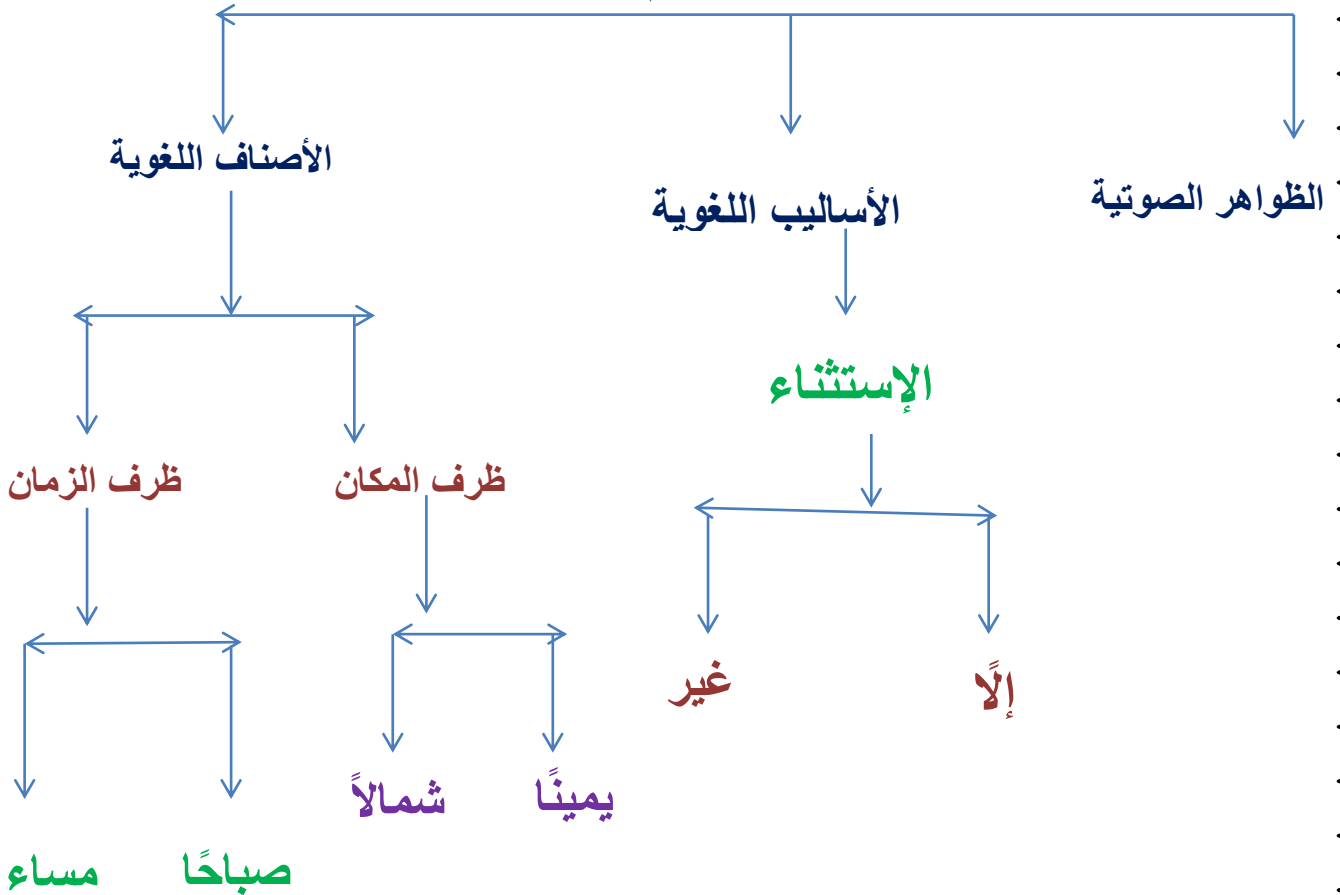 الظواهر الصوتية
الأساليب اللغوية
الأصناف اللغوية
الإستثناء
ظرف المكان
ظرف الزمان
إلًا
غير
يمينًا
شمالاً
صباحًا
مساء